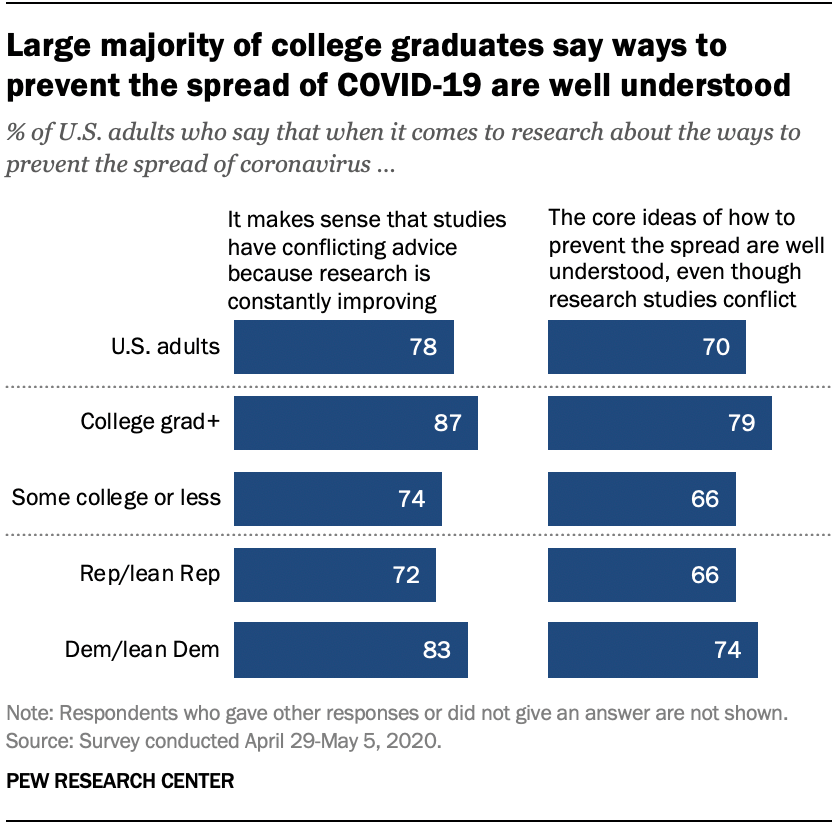 Large majority of college graduates say ways to
prevent the spread of COVID-19 are well understood
% of U.S. adults who say that when it comes to research about the ways to
prevent the spread of coronavirus ...
It makes sense that studies
have conflicting advice
because research is
constantly improving
The core ideas of how to
prevent the spread are well
understood, even though
research studies conflict
U.S. adults 78 70
College grad+ 87 79
Some college or less 74 66
Rep/lean Rep 72 66
Dem/lean Dem 83 74
Note: Respondents who gave other responses or did not give an answer are not shown.
Source: Survey conducted April 29-May 5, 2020.
PEW RESEARCH CENTER